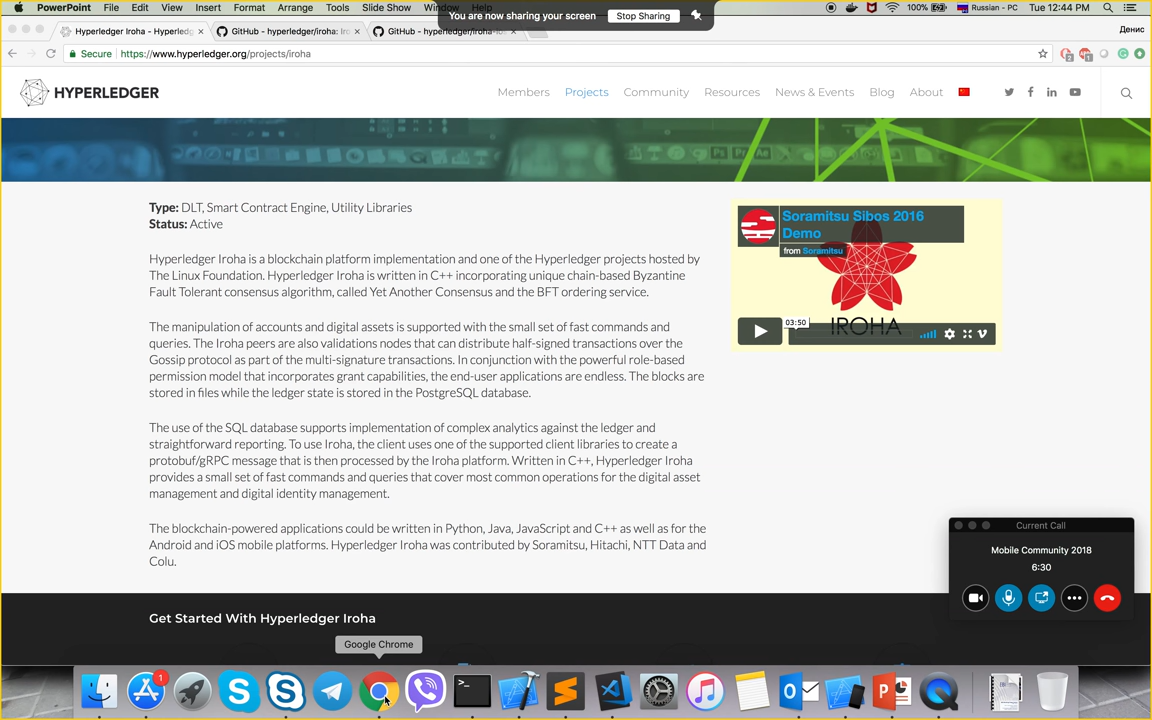 PowerPoint File Edit View Insert Format Arrange Tools Slide Show Window Help
You are now sharing your screen Stop Sharing
100% Russian - PC Tue 12:44 PM
Hyperledger Iroha - Hyperledg
GitHub - hyperledger/iroha: Ir
GitHub - hyperledger/iroha-ios
Денис
Secure https://www.hyperledger.org/projects/iroha
HYPERLEDGER
Members Projects Community Resources News & Events Blog About
Type: DLT, Smart Contract Engine, Utility Libraries
Status: Active
Hyperledger Iroha is a blockchain platform implementation and one of the Hyperledger projects hosted by
The Linux Foundation. Hyperledger Iroha is written in C++ incorporating unique chain-based Byzantine
Fault Tolerant consensus algorithm, called Yet Another Consensus and the BFT ordering service.
The manipulation of accounts and digital assets is supported with the small set of fast commands and
queries. The Iroha peers are also validations nodes that can distribute half-signed transactions over the
Gossip protocol as part of the multi-signature transactions. In conjunction with the powerful role-based
permission model that incorporates grant capabilities, the end-user applications are endless. The blocks are
stored in files while the ledger state is stored in the PostgreSQL database.
The use of the SQL database supports implementation of complex analytics against the ledger and
straightforward reporting. To use Iroha, the client uses one of the supported client libraries to create a
protobuf/gRPC message that is then processed by the Iroha platform. Written in C++, Hyperledger Iroha
provides a small set of fast commands and queries that cover most common operations for the digital asset
management and digital identity management.
The blockchain-powered applications could be written in Python, Java, JavaScript and C++ as well as for the
Android and iOS mobile platforms. Hyperledger Iroha was contributed by Soramitsu, Hitachi, NTT Data and
Colu.
Soramitsu Sibos 2016
Demo
from Soramitsu
03:50
IROHA
Current Call
Mobile Community 2018
6:30
Get Started With Hyperledger Iroha
Google Chrome
1